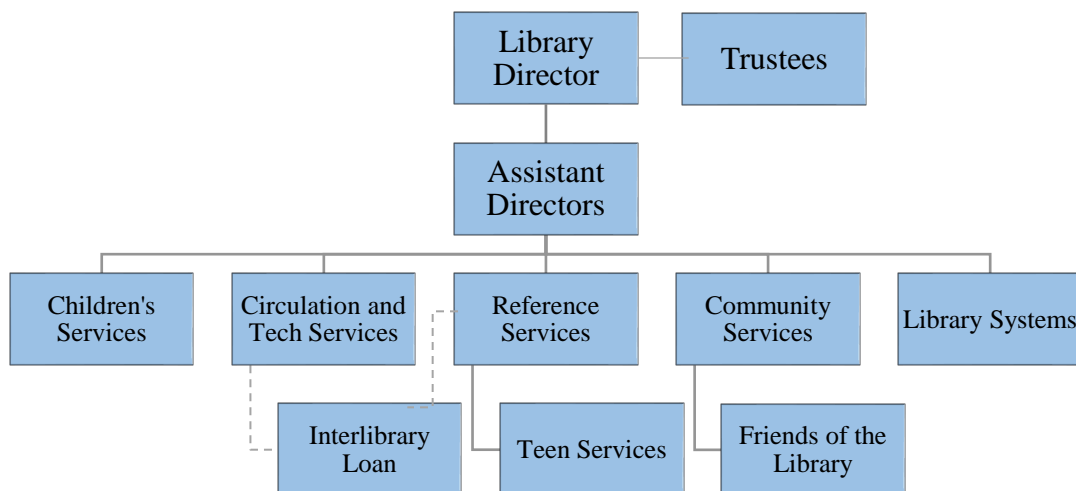 Library
Director
Trustees
Assistant
Directors
Children's
Services
Circulation and
Tech Services
Reference
Services
Community
Services
Library Systems
Interlibrary
Loan
Teen Services
Friends of the
Library